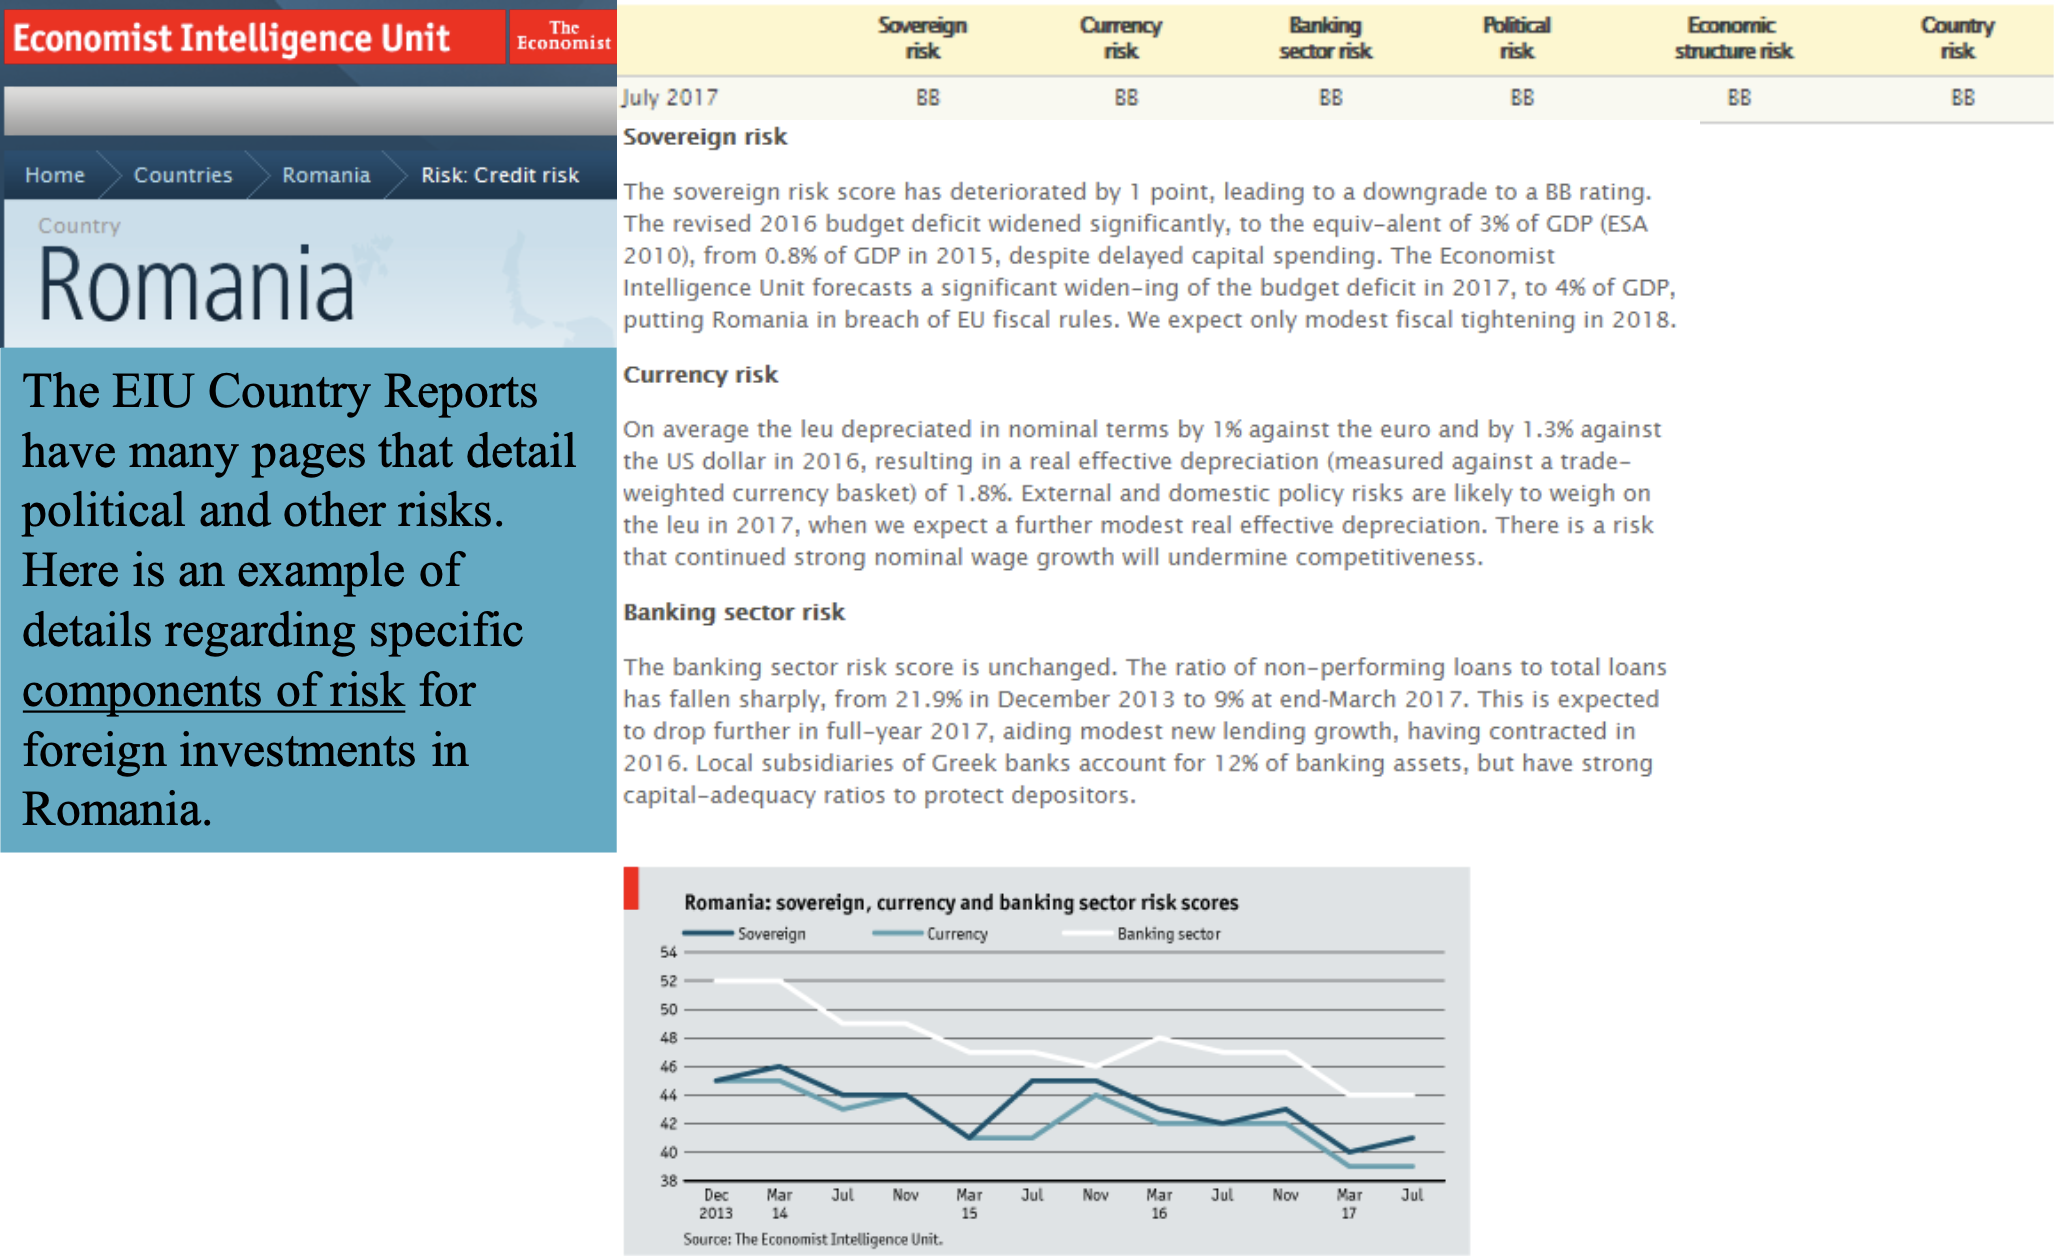 Economist Intelligence Unit
The
Economist
Home
Countries
Romania
Risk: Credit risk
Country
Romania
The EIU Country Reports
have many pages that detail
political and other risks.
Here is an example of
details regarding specific
components of risk for
foreign investments in
Romania.
Sovereign risk Currency risk Banking sector risk Political risk Economic structure risk Country risk
July 2017 BB BB BB BB BB BB
Sovereign risk
The sovereign risk score has deteriorated by 1 point, leading to a downgrade to a BB rating.
The revised 2016 budget deficit widened significantly, to the equiv-alent of 3% of GDP (ESA
2010), from 0.8% of GDP in 2015, despite delayed capital spending. The Economist
Intelligence Unit forecasts a significant widen-ing of the budget deficit in 2017, to 4% of GDP,
putting Romania in breach of EU fiscal rules. We expect only modest fiscal tightening in 2018.
Currency risk
On average the leu depreciated in nominal terms by 1% against the euro and by 1.3% against
the US dollar in 2016, resulting in a real effective depreciation (measured against a trade-
weighted currency basket) of 1.8%. External and domestic policy risks are likely to weigh on
the leu in 2017, when we expect a further modest real effective depreciation. There is a risk
that continued strong nominal wage growth will undermine competitiveness.
Banking sector risk
The banking sector risk score is unchanged. The ratio of non-performing loans to total loans
has fallen sharply, from 21.9% in December 2013 to 9% at end-March 2017. This is expected
to drop further in full-year 2017, aiding modest new lending growth, having contracted in
2016. Local subsidiaries of Greek banks account for 12% of banking assets, but have strong
capital-adequacy ratios to protect depositors.
Romania: sovereign, currency and banking sector risk scores
Sovereign Currency Banking sector
54
52
50
48
46
44
42
40
38
Dec Mar Jul Nov Mar Jul Nov Mar Jul Nov Mar Jul
2013 14 15 16 17
Source: The Economist Intelligence Unit.